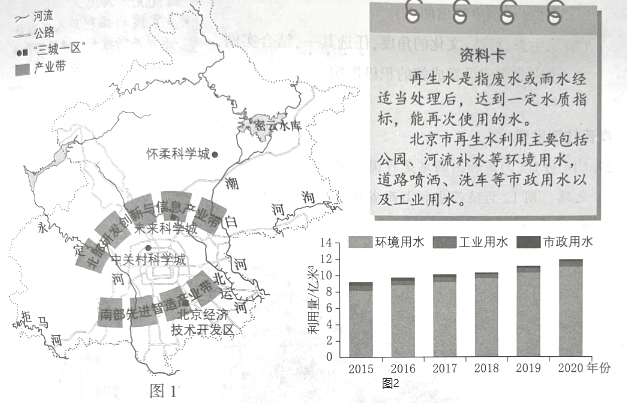 河流
公路
“三城一区”
产业带
密云水库
怀柔科学城
潮
白
河
泃
河
永
定
河
北部研发创新与信息产业带
未来科学城
中关村科学城
北
运
河
南部先进智造产业带
北京经济
技术开发区
拒
马
河
图1
资料卡
再生水是指废水或雨水经
适当处理后，达到一定水质指
标，能再次使用的水。
北京市再生水利用主要包括
公园、河流补水等环境用水，
道路喷洒、洗车等市政用水以
及工业用水。
环境用水 工业用水 市政用水
利用量/亿米³
14
12
10
8
6
4
2
0
2015 2016 2017 2018 2019 2020 年份
图2